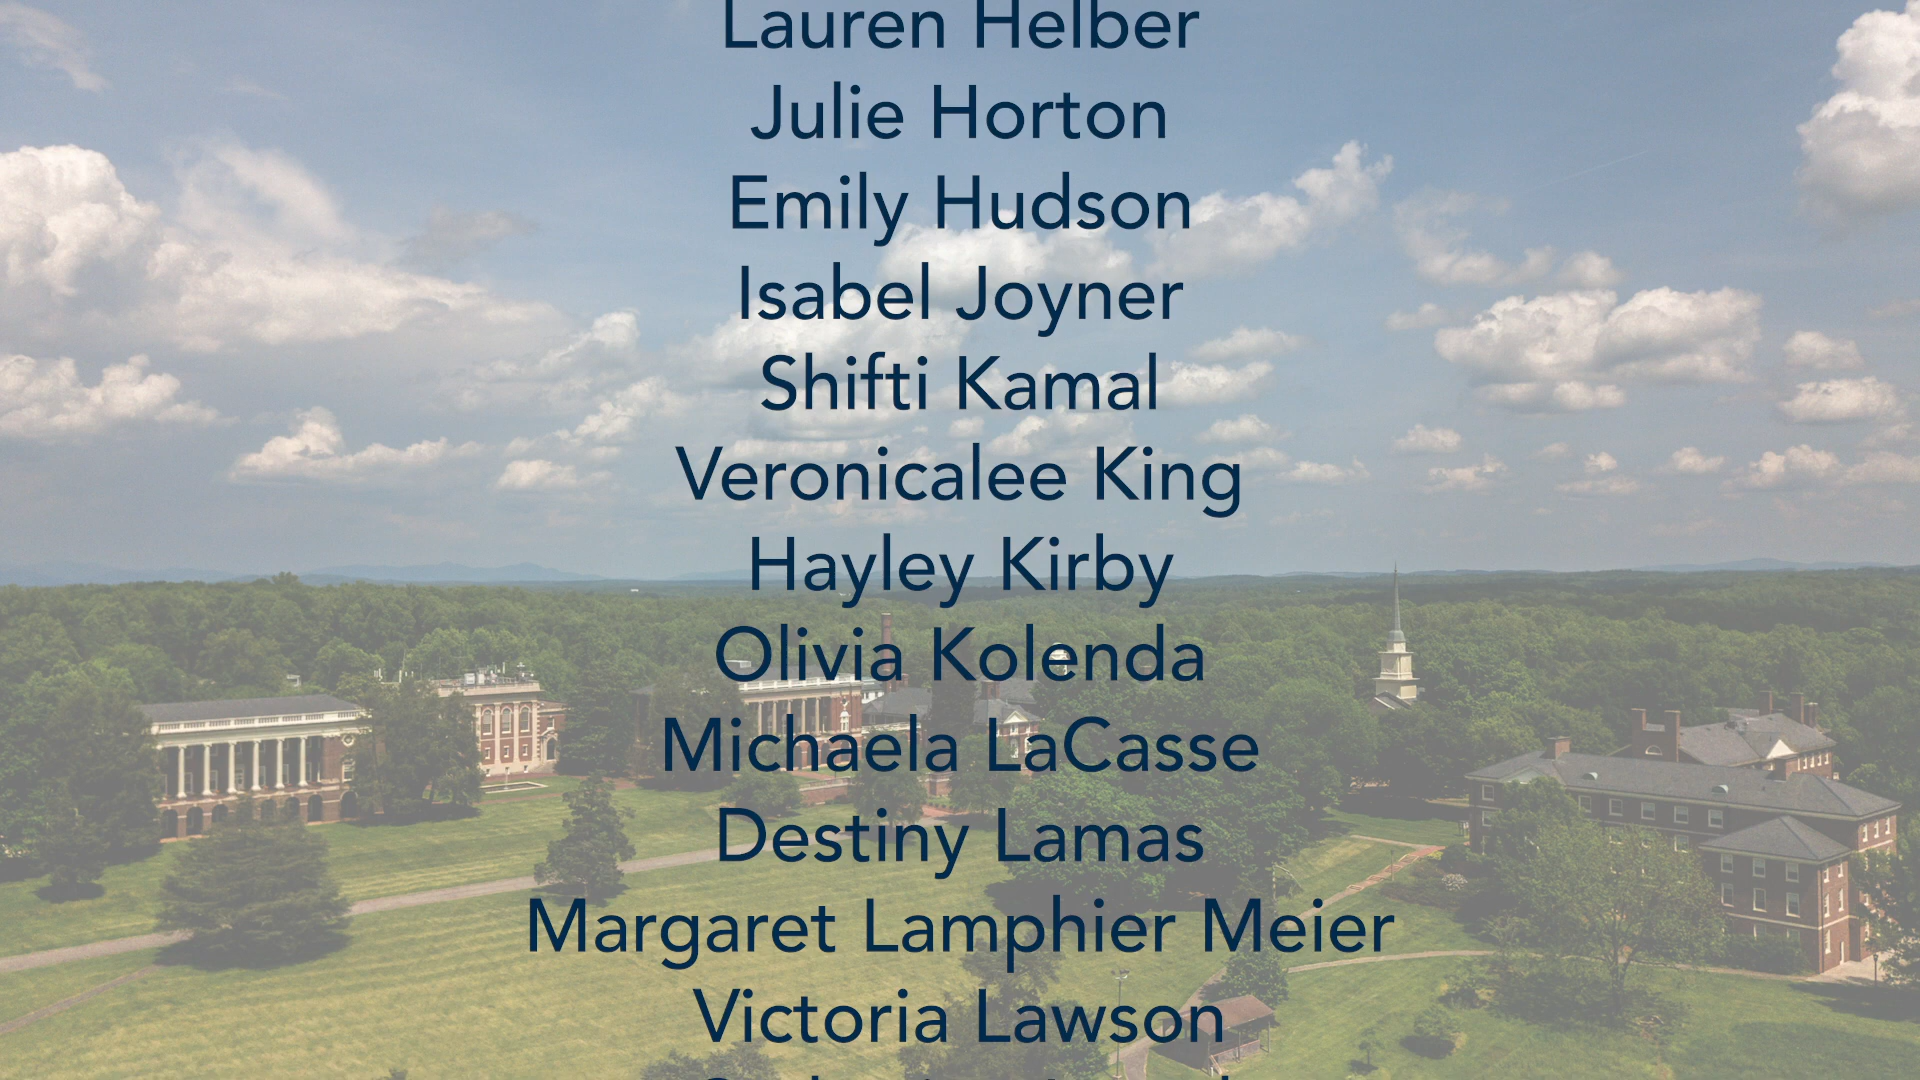 Lauren Helber
Julie Horton
Emily Hudson
Isabel Joyner
Shifti Kamal
Veronicalee King
Hayley Kirby
Olivia Kolenda
Michaela LaCasse
Destiny Lamas
Margaret Lamphier Meier
Victoria Lawson